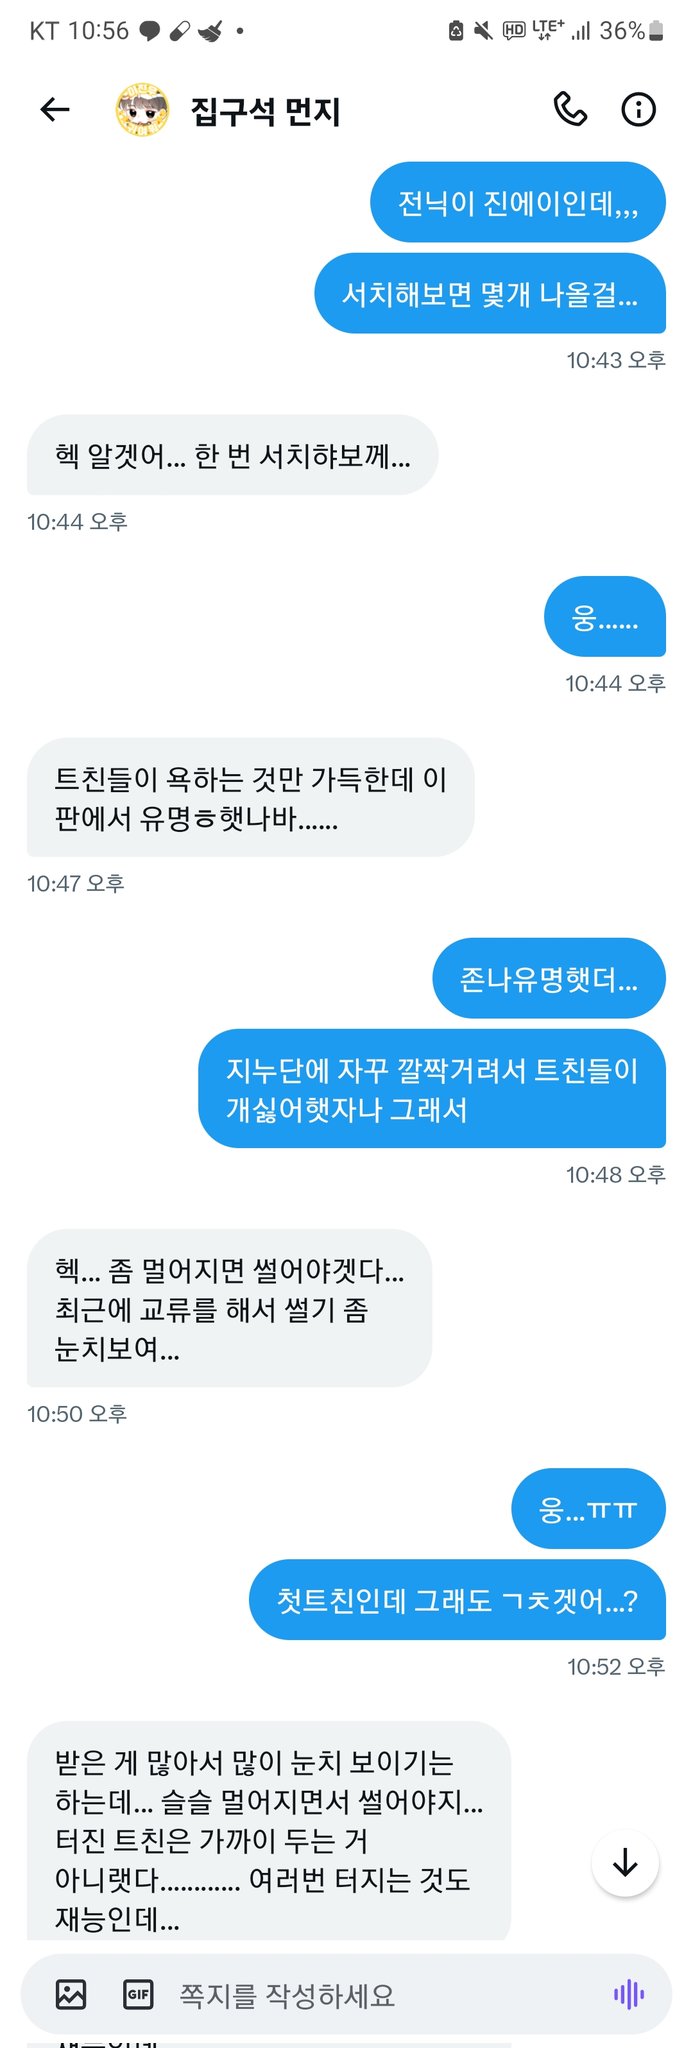 KT 10:56
HD LTE+ 36%
집구석 먼지
전닉이 진에이인데,,,
서치해보면 몇개 나올걸...
10:43 오후
헥 알겟어... 한 번 서치햐보께...
10:44 오후
웅......
10:44 오후
트친들이 욕하는 것만 가득한데 이
판에서 유명ㅎ햇나바......
10:47 오후
존나유명햇더...
지누단에 자꾸 깔짝거려서 트친들이
개싫어햇자나 그래서
10:48 오후
헥... 좀 멀어지면 썰어야겟다...
최근에 교류를 해서 썰기 좀
눈치보여...
10:50 오후
웅...ㅠㅠ
첫트친인데 그래도 ㄱㅊ겟어...?
10:52 오후
받은 게 많아서 많이 눈치 보이기는
하는데... 슬슬 멀어지면서 썰어야지...
터진 트친은 가까이 두는 거
아니랫다............ 여러번 터지는 것도
재능인데...
GIF 쪽지를 작성하세요